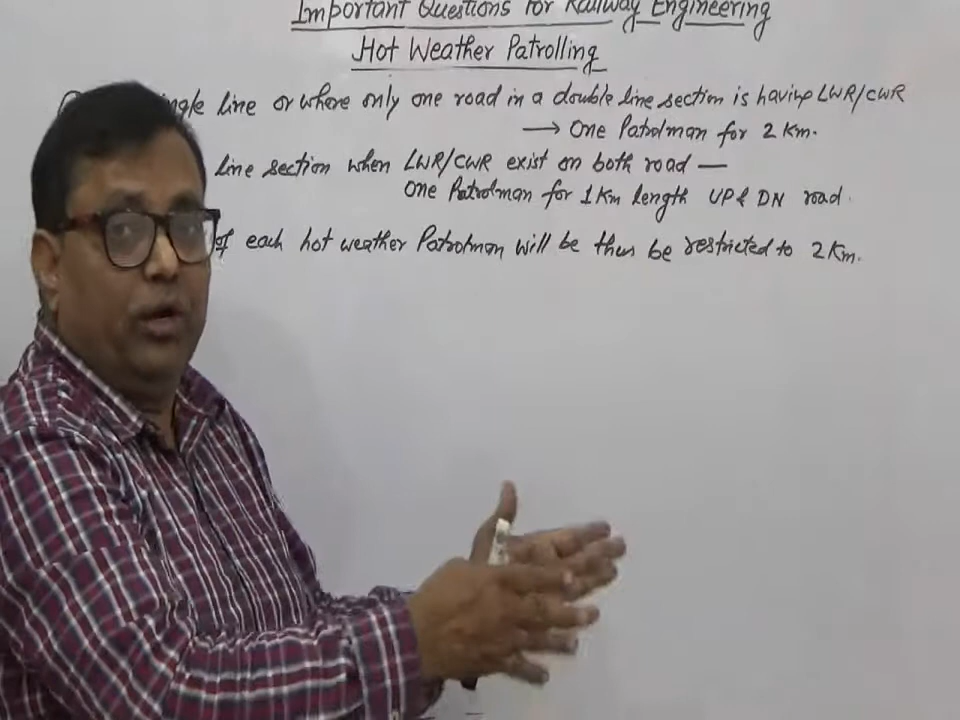 Important Questions for Railway Engineering
Hot Weather Patrolling
line or where only one road in a double line section is having LWR/CWR
→ One Patrolman for 2 Km.
line section when LWR/CWR exist on both road —
One Patrolman for 1 Km length UP & DN road.
of each hot weather Patrolman will be thus be restricted to 2 Km.